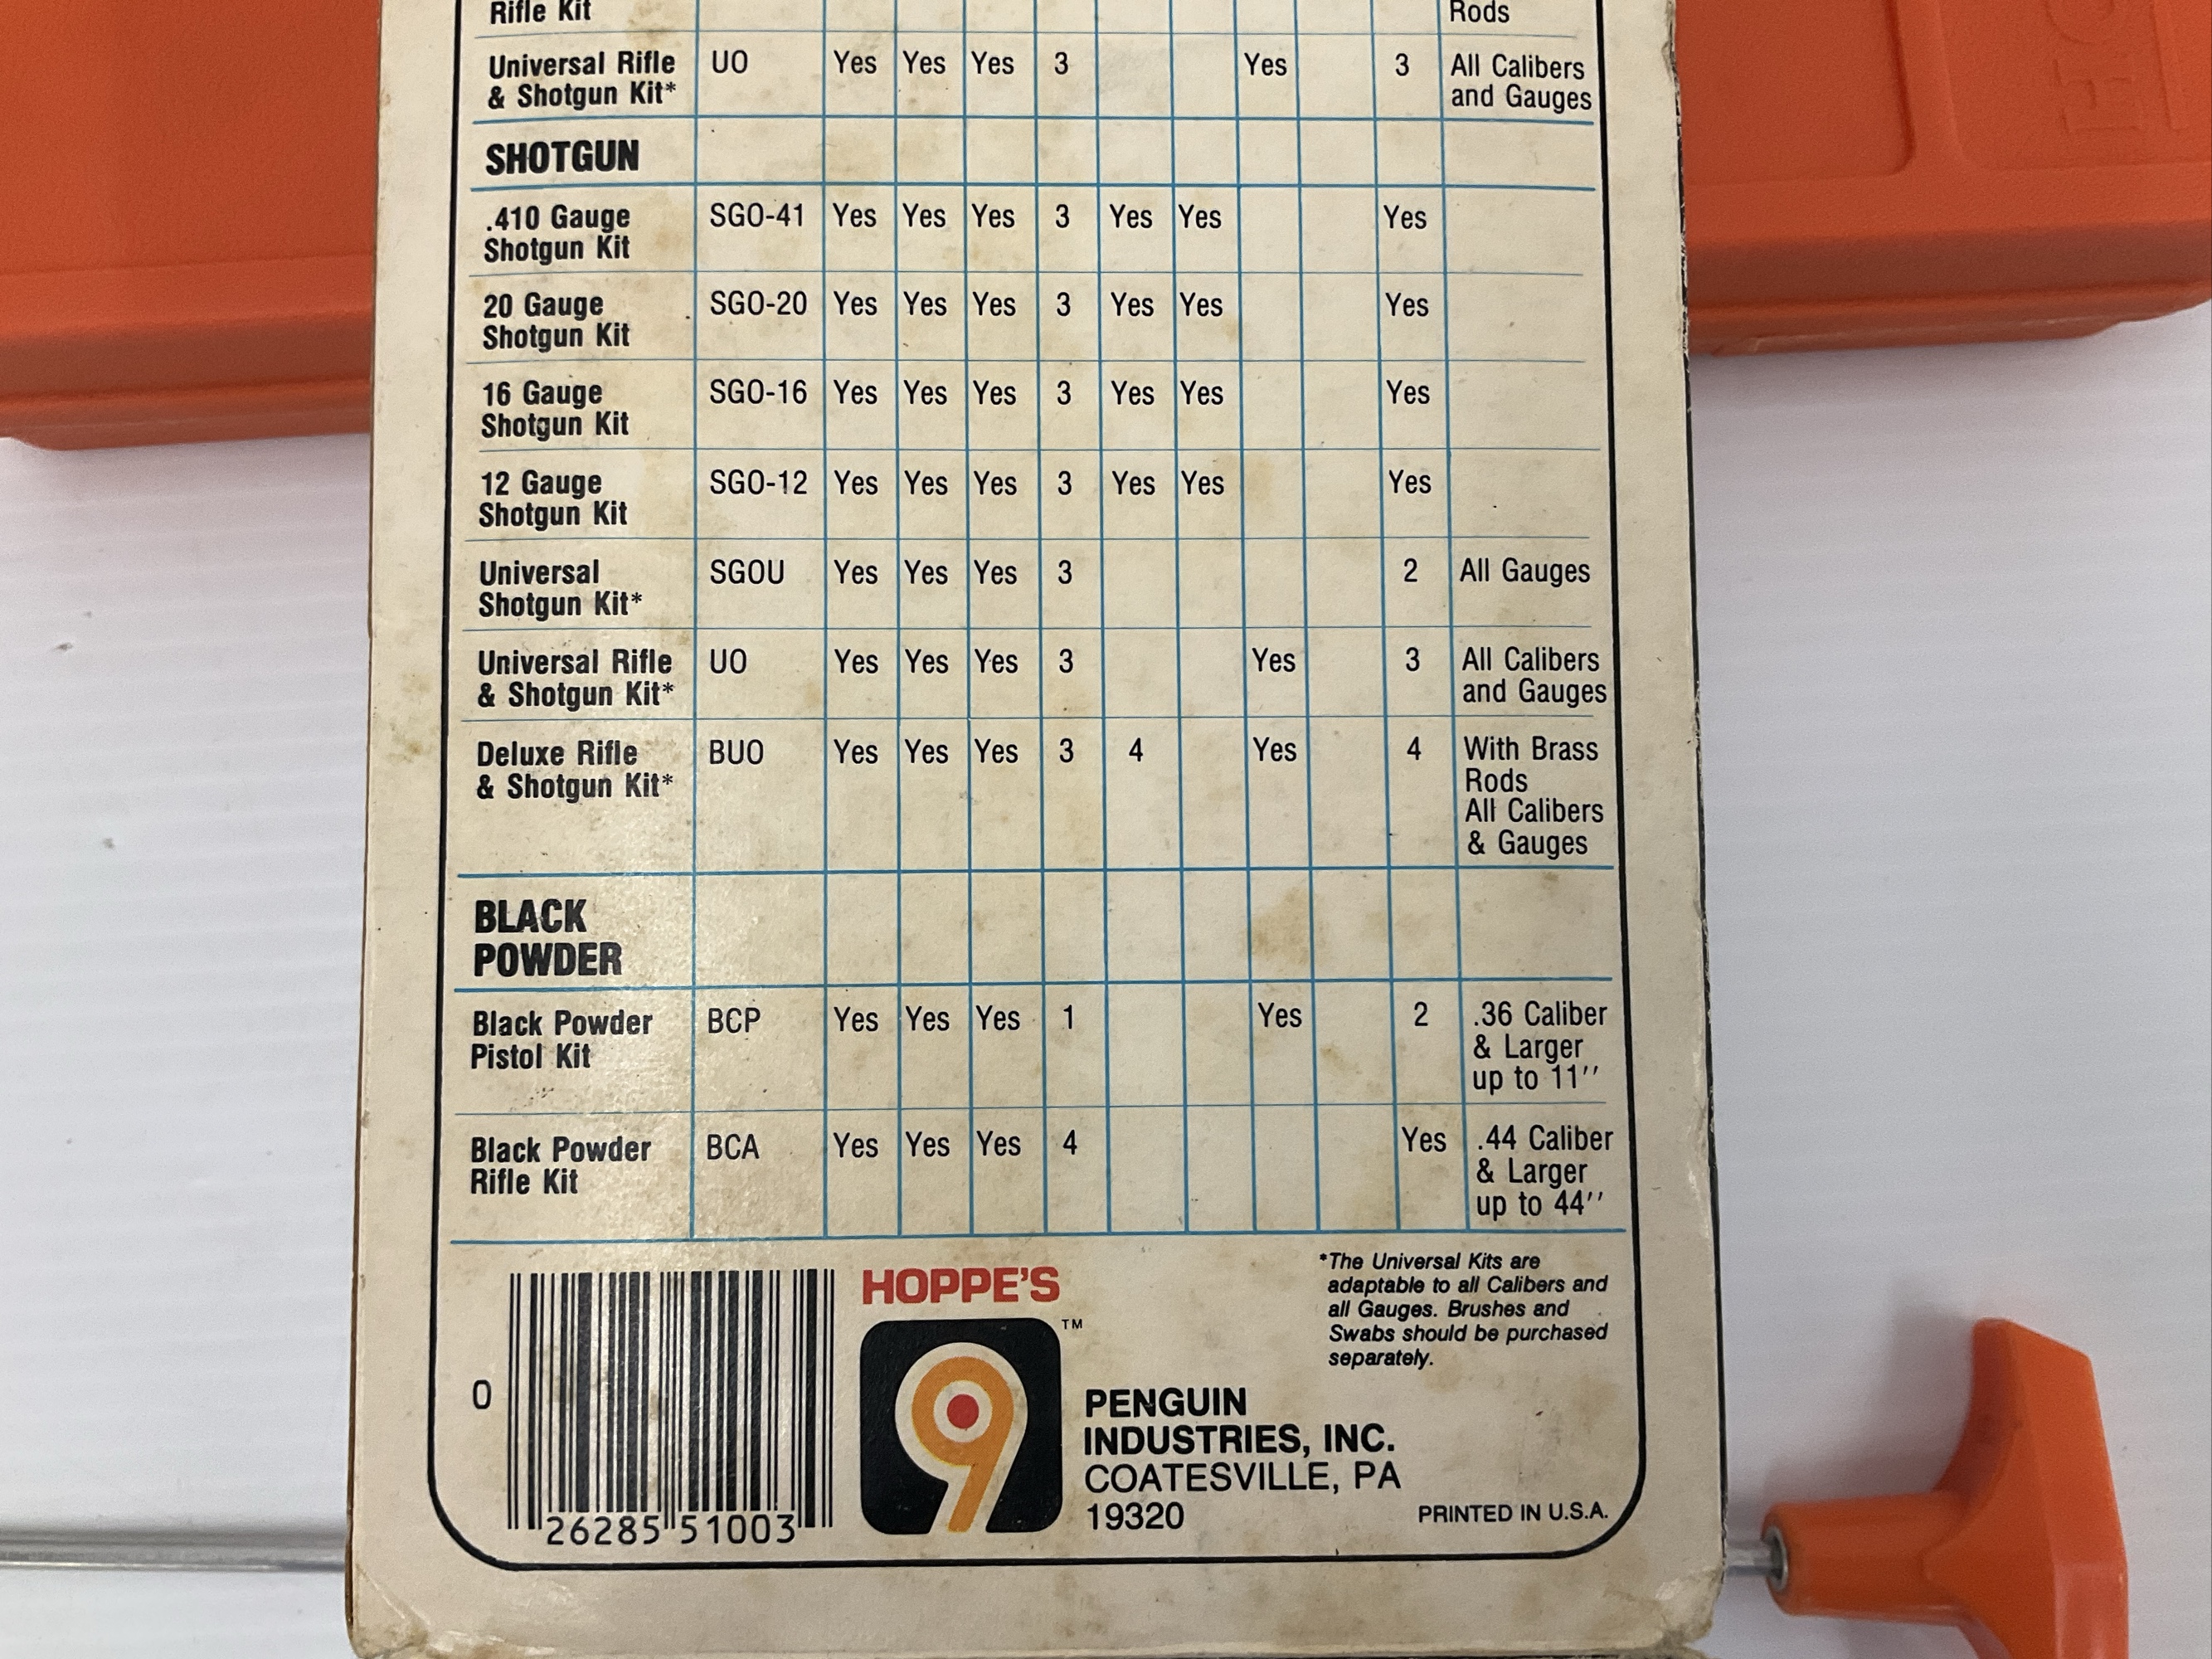 Rifle Kit Rods
Universal Rifle UO Yes Yes Yes 3 Yes 3 All Calibers
& Shotgun Kit* and Gauges
SHOTGUN
.410 Gauge SGO-41 Yes Yes Yes 3 Yes Yes Yes
Shotgun Kit
20 Gauge SGO-20 Yes Yes Yes 3 Yes Yes Yes
Shotgun Kit
16 Gauge SGO-16 Yes Yes Yes 3 Yes Yes Yes
Shotgun Kit
12 Gauge SGO-12 Yes Yes Yes 3 Yes Yes Yes
Shotgun Kit
Universal SGOU Yes Yes Yes 3 2 All Gauges
Shotgun Kit*
Universal Rifle UO Yes Yes Yes 3 Yes 3 All Calibers
& Shotgun Kit* and Gauges
Deluxe Rifle BUO Yes Yes Yes 3 4 Yes 4 With Brass
& Shotgun Kit* Rods
All Calibers
& Gauges
BLACK
POWDER
Black Powder BCP Yes Yes Yes 1 Yes 2 .36 Caliber
Pistol Kit & Larger
up to 11''
Black Powder BCA Yes Yes Yes 4 Yes .44 Caliber
Rifle Kit & Larger
up to 44''
*The Universal Kits are
adaptable to all Calibers and
all Gauges. Brushes and
Swabs should be purchased
separately.
HOPPE'S
TM
9
PENGUIN
INDUSTRIES, INC.
COATESVILLE, PA
19320
PRINTED IN U.S.A.
0 26285 51003